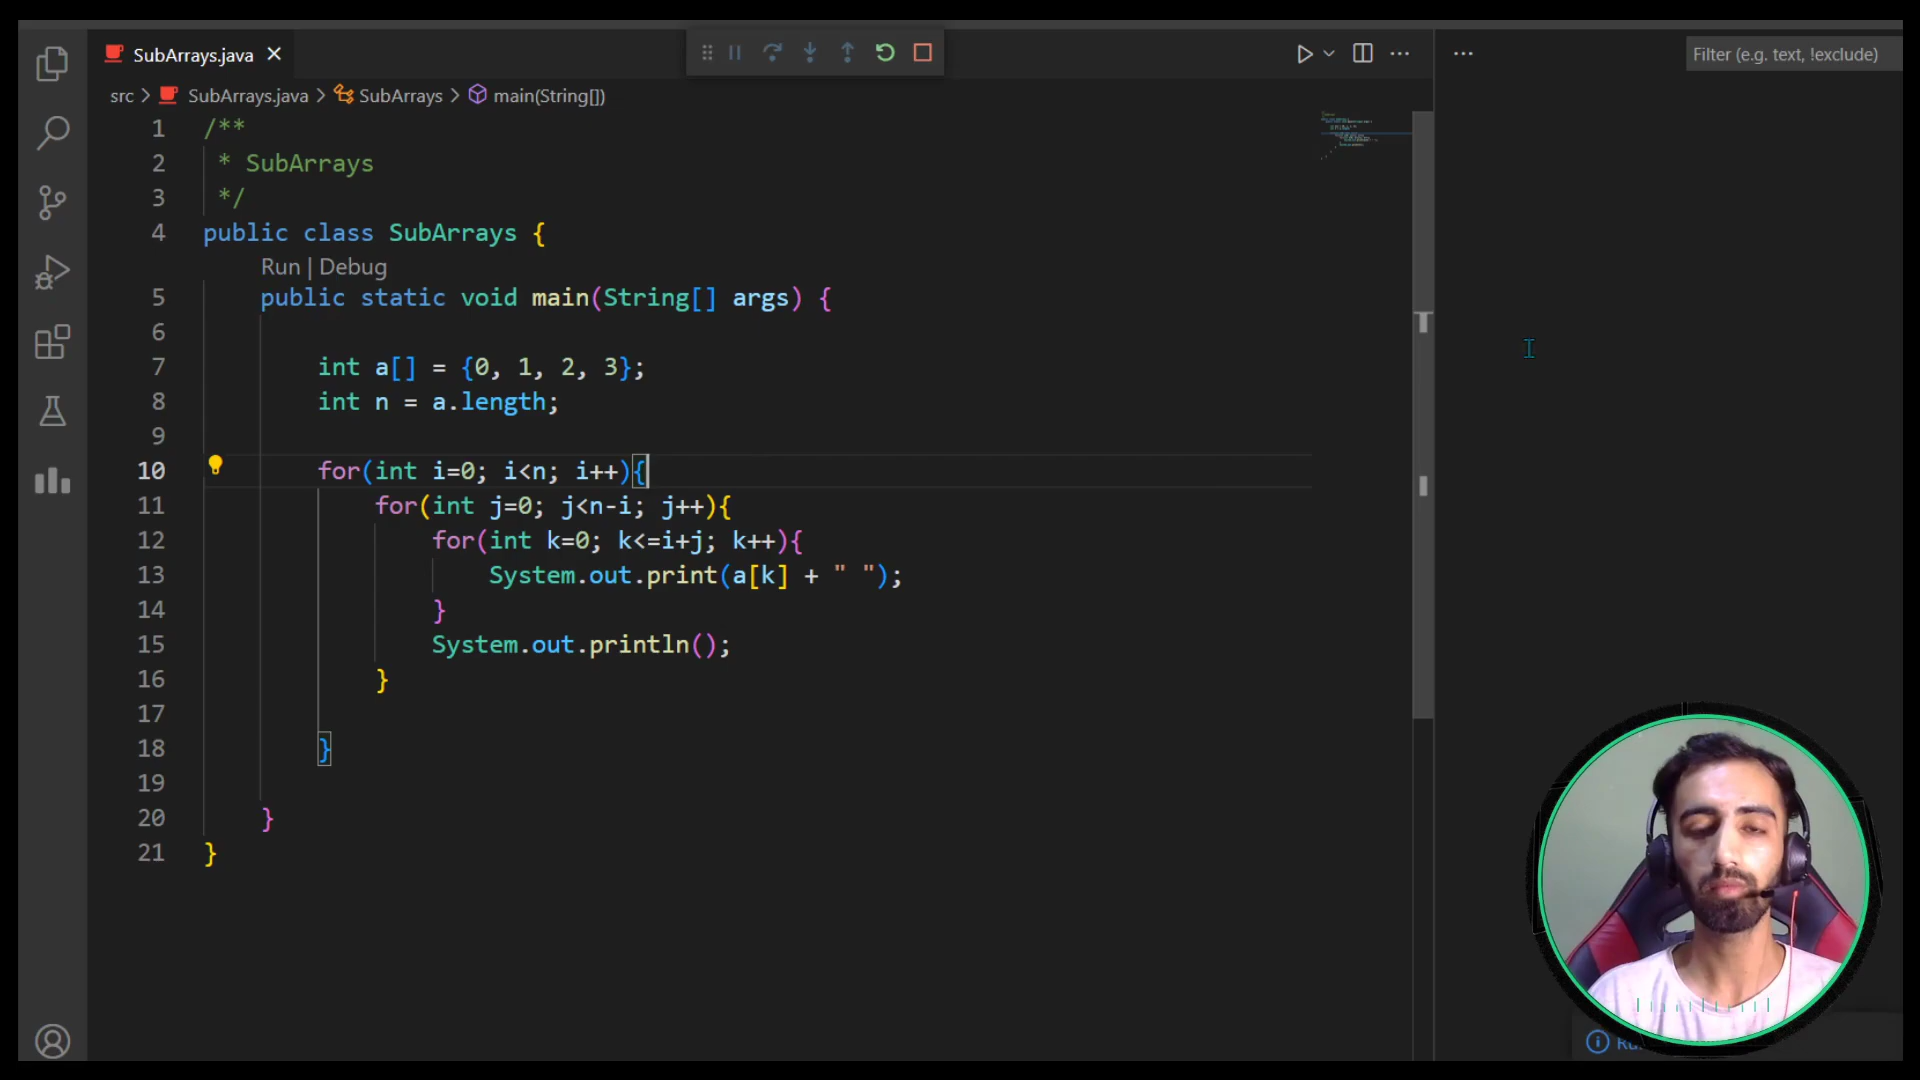 SubArrays.java
Filter (e.g. text, !exclude)
src > SubArrays.java > SubArrays > main(String[])
1 /**
2 * SubArrays
3 */
4 public class SubArrays {
Run | Debug
5 public static void main(String[] args) {
6
7 int a[] = {0, 1, 2, 3};
8 int n = a.length;
9
10 for(int i=0; i<n; i++){
11 for(int j=0; j<n-i; j++){
12 for(int k=0; k<=i+j; k++){
13 System.out.print(a[k] + " ");
14 }
15 System.out.println();
16 }
17
18 }
19
20 }
21 }